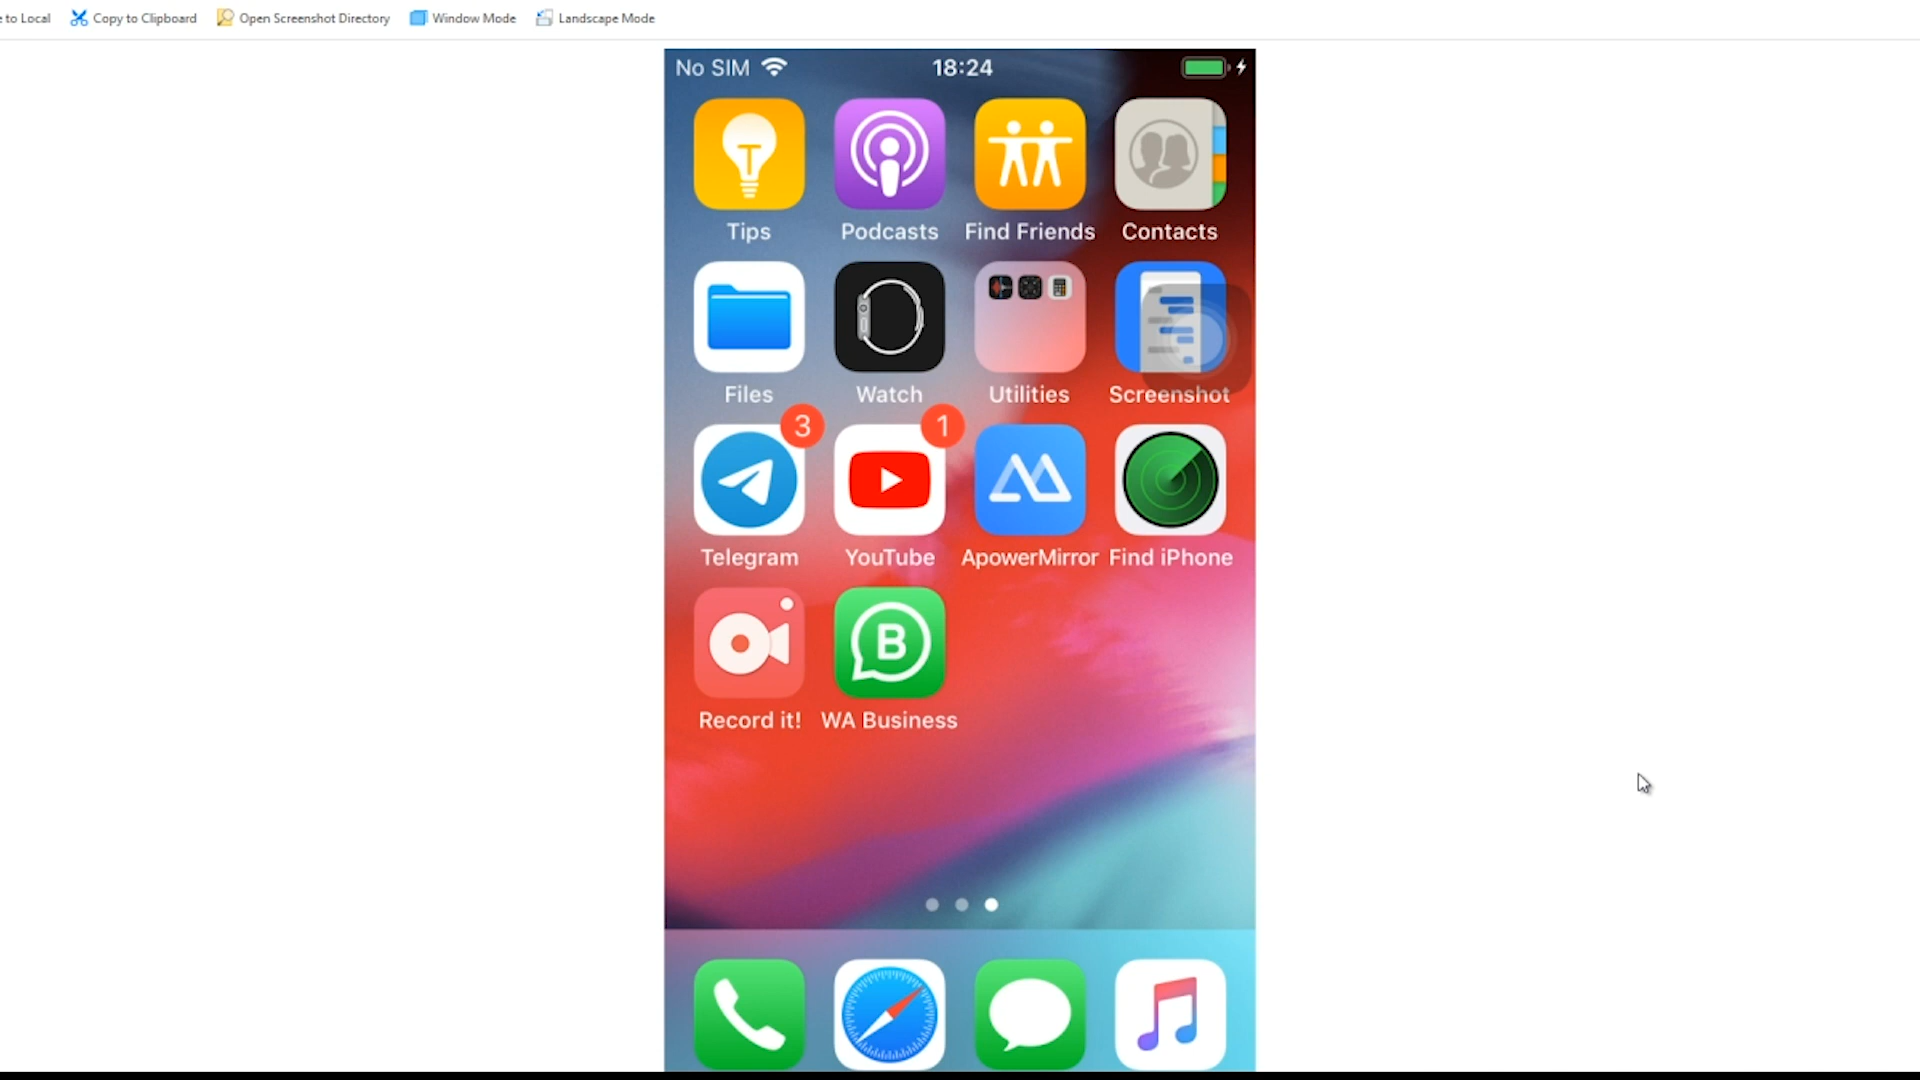 e to Local Copy to Clipboard Open Screenshot Directory Window Mode Landscape Mode
No SIM 18:24
Tips Podcasts Find Friends Contacts
Files Watch Utilities Screenshot
3 1
Telegram YouTube ApowerMirror Find iPhone
B
Record it! WA Business